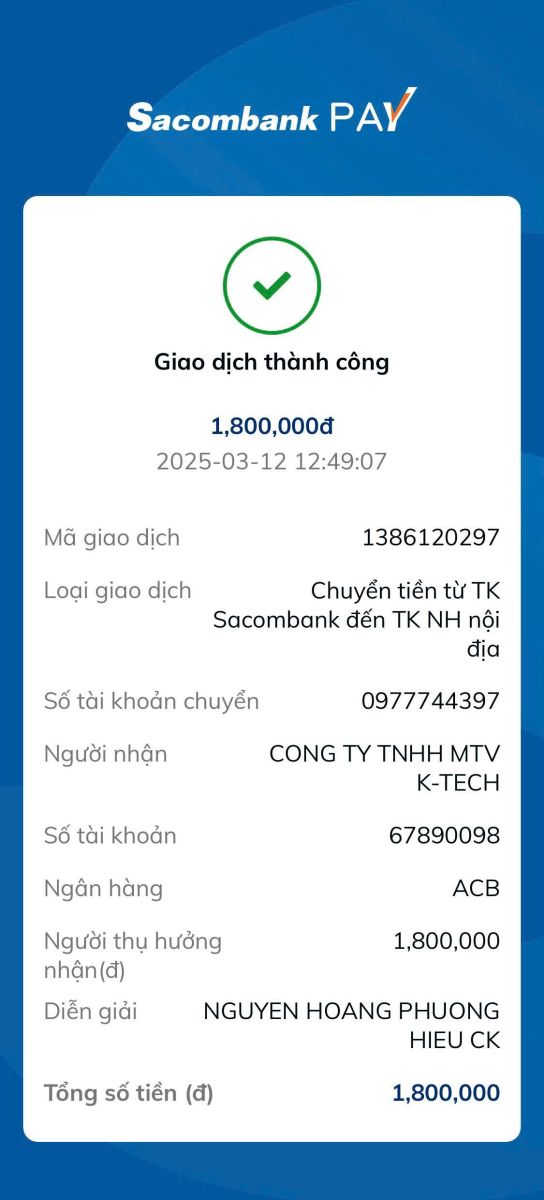 Sacombank PAY
Giao dịch thành công
1,800,000đ
2025-03-12 12:49:07
Mã giao dịch 1386120297
Loại giao dịch Chuyển tiền từ TK
Sacombank đến TK NH nội
địa
Số tài khoản chuyển 0977744397
Người nhận CONG TY TNHH MTV
K-TECH
Số tài khoản 67890098
Ngân hàng ACB
Người thụ hưởng 1,800,000
nhận(đ)
Diễn giải NGUYEN HOANG PHUONG
HIEU CK
Tổng số tiền (đ) 1,800,000